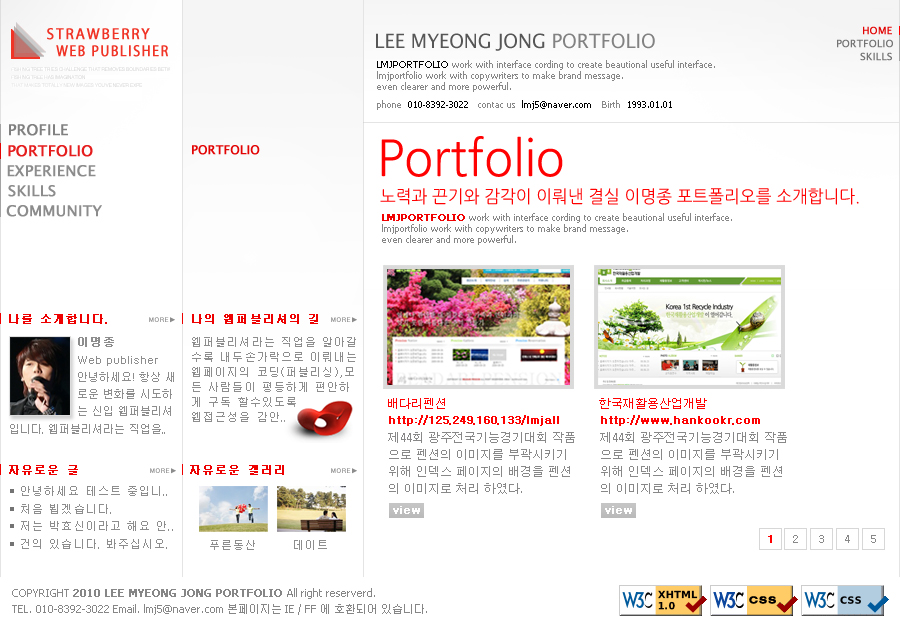 STRAWBERRY
WEB PUBLISHER
PROFILE
PORTFOLIO
EXPERIENCE
SKILLS
COMMUNITY
PORTFOLIO
LEE MYEONG JONG PORTFOLIO
LMJPORTFOLIO work with interface cording to create beautional useful interface.
lmjportfolio work with copywriters to make brand message.
even clearer and more powerful.
phone 010-8392-3022 contac us lmj5@naver.com Birth 1993.01.01
HOME
PORTFOLIO
SKILLS
Portfolio
노력과 끈기와 감각이 이뤄낸 결실 이명종 포트폴리오를 소개합니다.
LMJPORTFOLIO work with interface cording to create beautional useful interface.
lmjportfolio work with copywriters to make brand message.
even clearer and more powerful.
Korea 1st Recycle Industry
배다리펜션
http://125,249,160,133/lmjall
제44회 광주전국기능경기대회 작품
으로 펜션의 이미지를 부곽시키기
위해 인덱스 페이지의 배경을 펜션
의 이미지로 처리 하였다.
view
한국재활용산업개발
http://www.hankookr.com
제44회 광주전국기능경기대회 작품
으로 펜션의 이미지를 부곽시키기
위해 인덱스 페이지의 배경을 펜션
의 이미지로 처리 하였다.
view
1 2 3 4 5
나를 소개합니다.
MORE
이명종
Web publisher
안녕하세요! 항상 새
로운 변화를 시도하
는 신입 웹퍼블리셔
입니다. 웹퍼블리셔라는 직업을..
나의 웹퍼블리셔의 길
MORE
웹퍼블리셔라는 직업을 알아갈
수록 내두손가락으로 이뤄내는
웹페이지의 코딩(퍼블리싱),모
든 사람들이 평등하게 편안하
게 구독 할수있도록
웹접근성을 감안..
자유로운 글
MORE
안녕하세요 테스트 중입니..
처음 뵙겠습니다.
저는 박효신이라고 해요 안..
건의 있습니다. 봐주십시오.
자유로운 갤러리
MORE
푸른동산
데이트
COPYRIGHT 2010 LEE MYEONG JONG PORTFOLIO All right reserverd.
TEL. 010-8392-3022 Email. lmj5@naver.com 본페이지는 IE / FF 에 호환되어 있습니다.
W3C XHTML 1.0
W3C css
W3C css